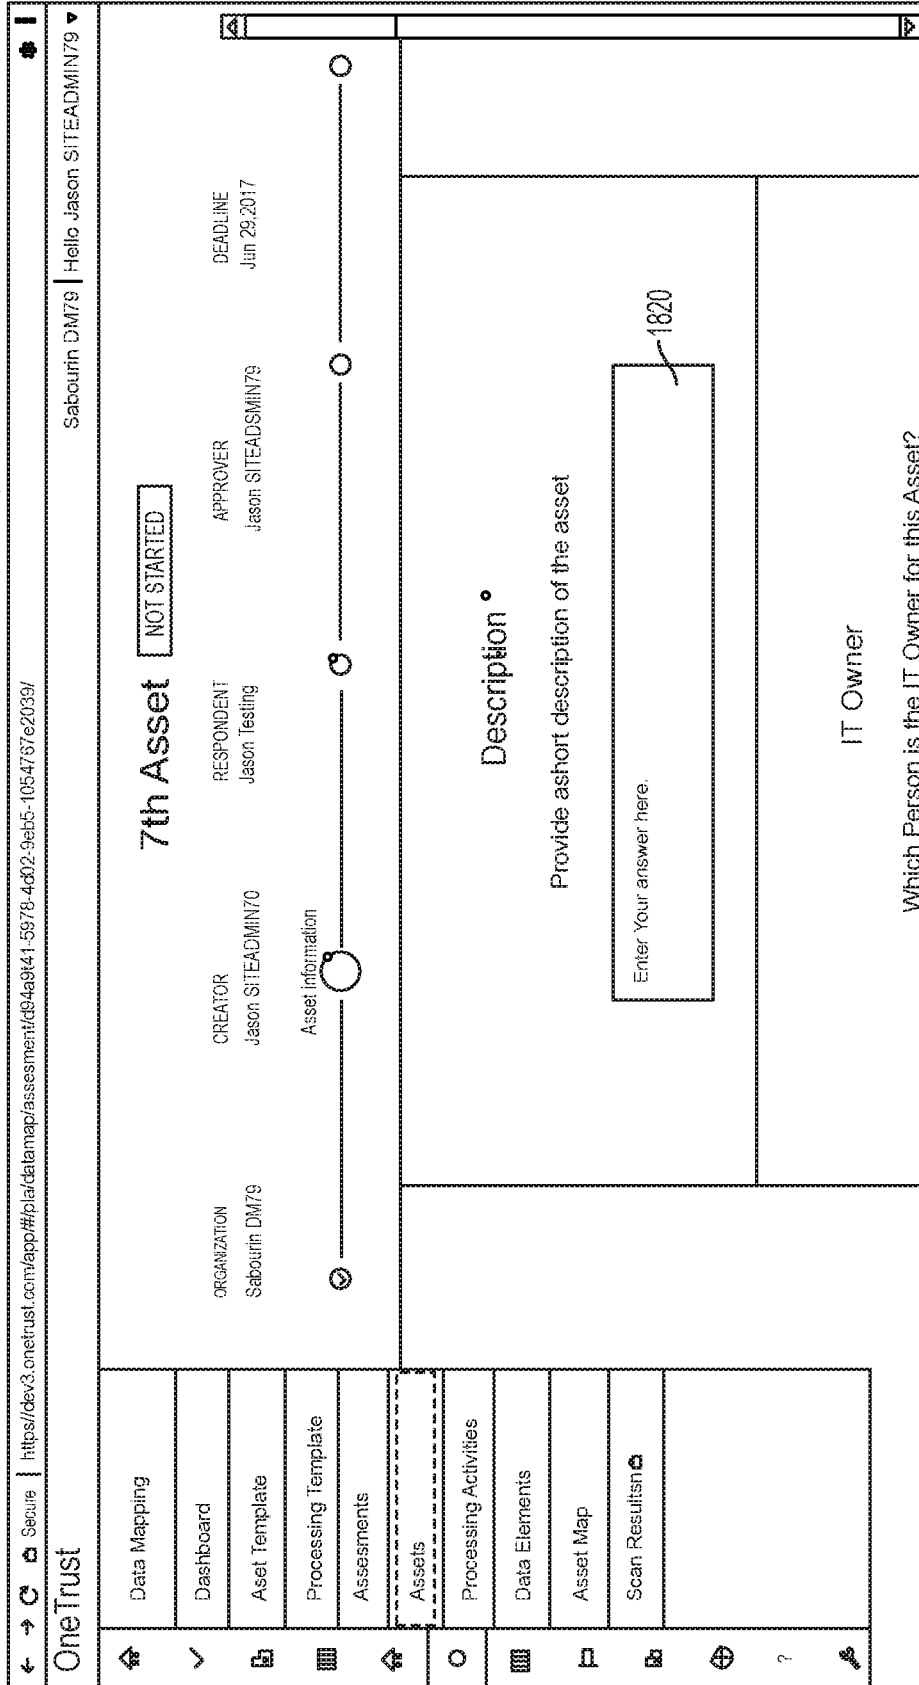 Secure | https//dev3.onetrust.com/app/#/pla/datamap/assesment/d94a9t41-5978-4d02-9eb5-1054767e2039/
OneTrust
Sabourin DM79 | Hello Jason SITEADMIN79
Data Mapping
Dashboard
Aset Template
Processing Template
Assesments
Assets
Processing Activities
Data Elements
Asset Map
Scan Resuitsn
?
7th Asset NOT STARTED
ORGANIZATION
Sabourin DM79
CREATOR
Jason SITEADMIN70
RESPONDENT
Jason Testing
APPROVER
Jason SITEADSMIN79
DEADLINE
Jun 29,2017
Asset Information
Description
Provide ashort description of the asset
Enter Your answer here.
1820
IT Owner
Which Person is the IT Owner for this Asset?